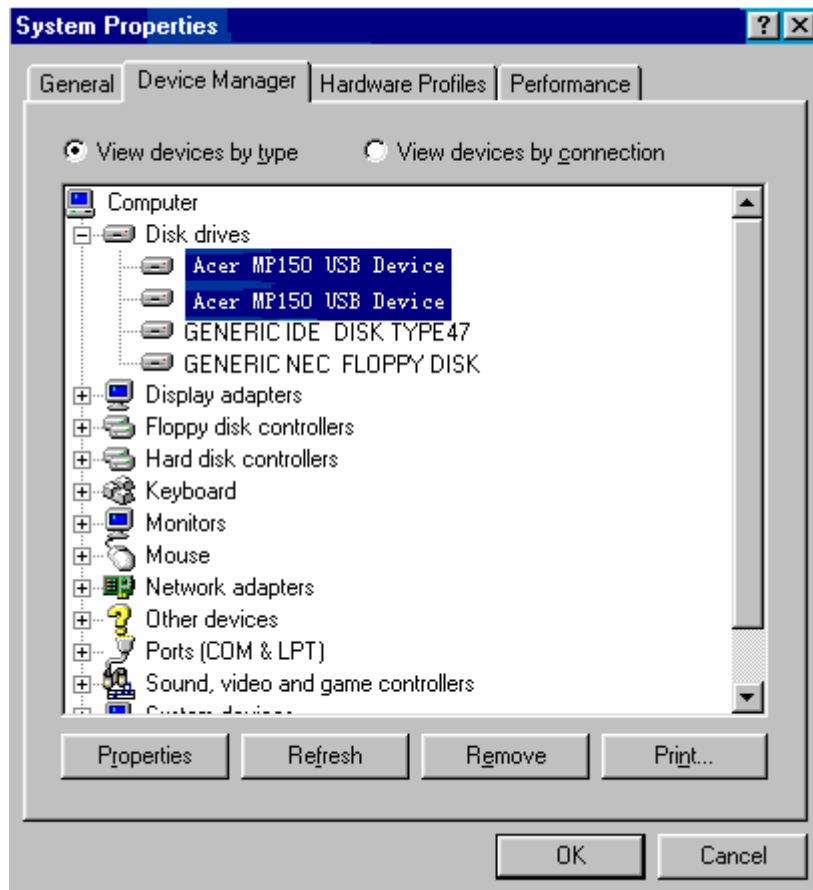 System Properties
General Device Manager Hardware Profiles Performance
View devices by type View devices by connection
Computer
Disk drives
Acer MP150 USB Device
Acer MP150 USB Device
GENERIC IDE DISK TYPE47
GENERIC NEC FLOPPY DISK
Display adapters
Floppy disk controllers
Hard disk controllers
Keyboard
Monitors
Mouse
Network adapters
Other devices
Ports (COM & LPT)
Sound, video and game controllers
System devices
Properties Refresh Remove Print...
OK Cancel